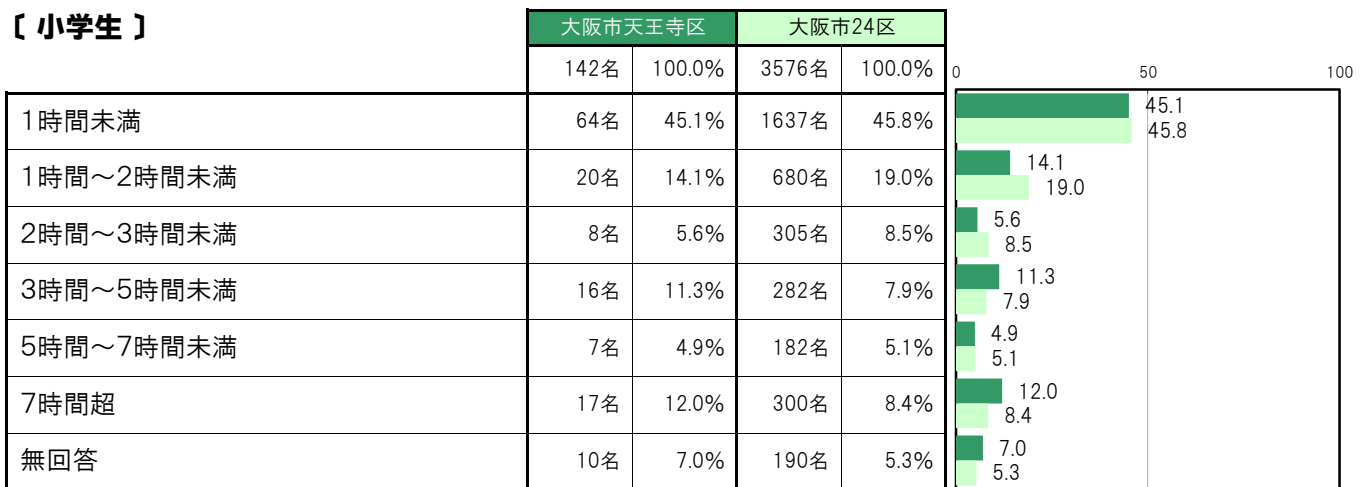 〔 小学生 〕
大阪市天王寺区 大阪市24区
142名 100.0% 3576名 100.0%
0 50 100
1時間未満 64名 45.1% 1637名 45.8% 45.1
45.8
1時間～2時間未満 20名 14.1% 680名 19.0% 14.1
19.0
2時間～3時間未満 8名 5.6% 305名 8.5% 5.6
8.5
3時間～5時間未満 16名 11.3% 282名 7.9% 11.3
7.9
5時間～7時間未満 7名 4.9% 182名 5.1% 4.9
5.1
7時間超 17名 12.0% 300名 8.4% 12.0
8.4
無回答 10名 7.0% 190名 5.3% 7.0
5.3